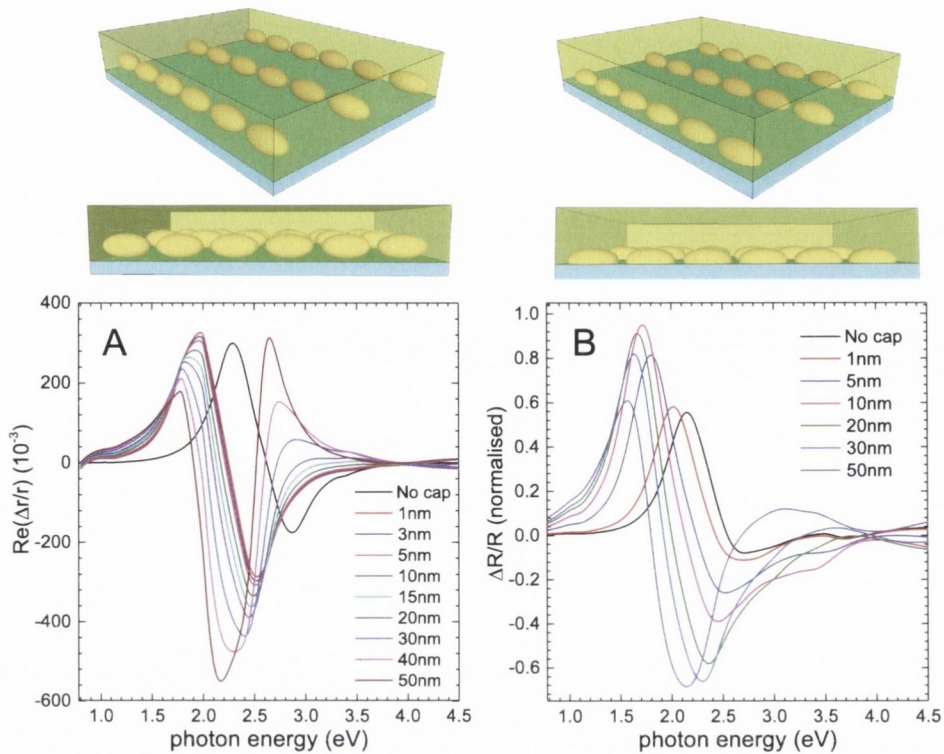 400
200
0
-200
-400
-600
Re(Δr/r) (10⁻³)
A
No cap
1nm
3nm
5nm
10nm
15nm
20nm
30nm
40nm
50nm
1.0 1.5 2.0 2.5 3.0 3.5 4.0 4.5
photon energy (eV)
1.0
0.8
0.6
0.4
0.2
0.0
-0.2
-0.4
-0.6
ΔR/R (normalised)
B
No cap
1nm
5nm
10nm
20nm
30nm
50nm
1.0 1.5 2.0 2.5 3.0 3.5 4.0 4.5
photon energy (eV)